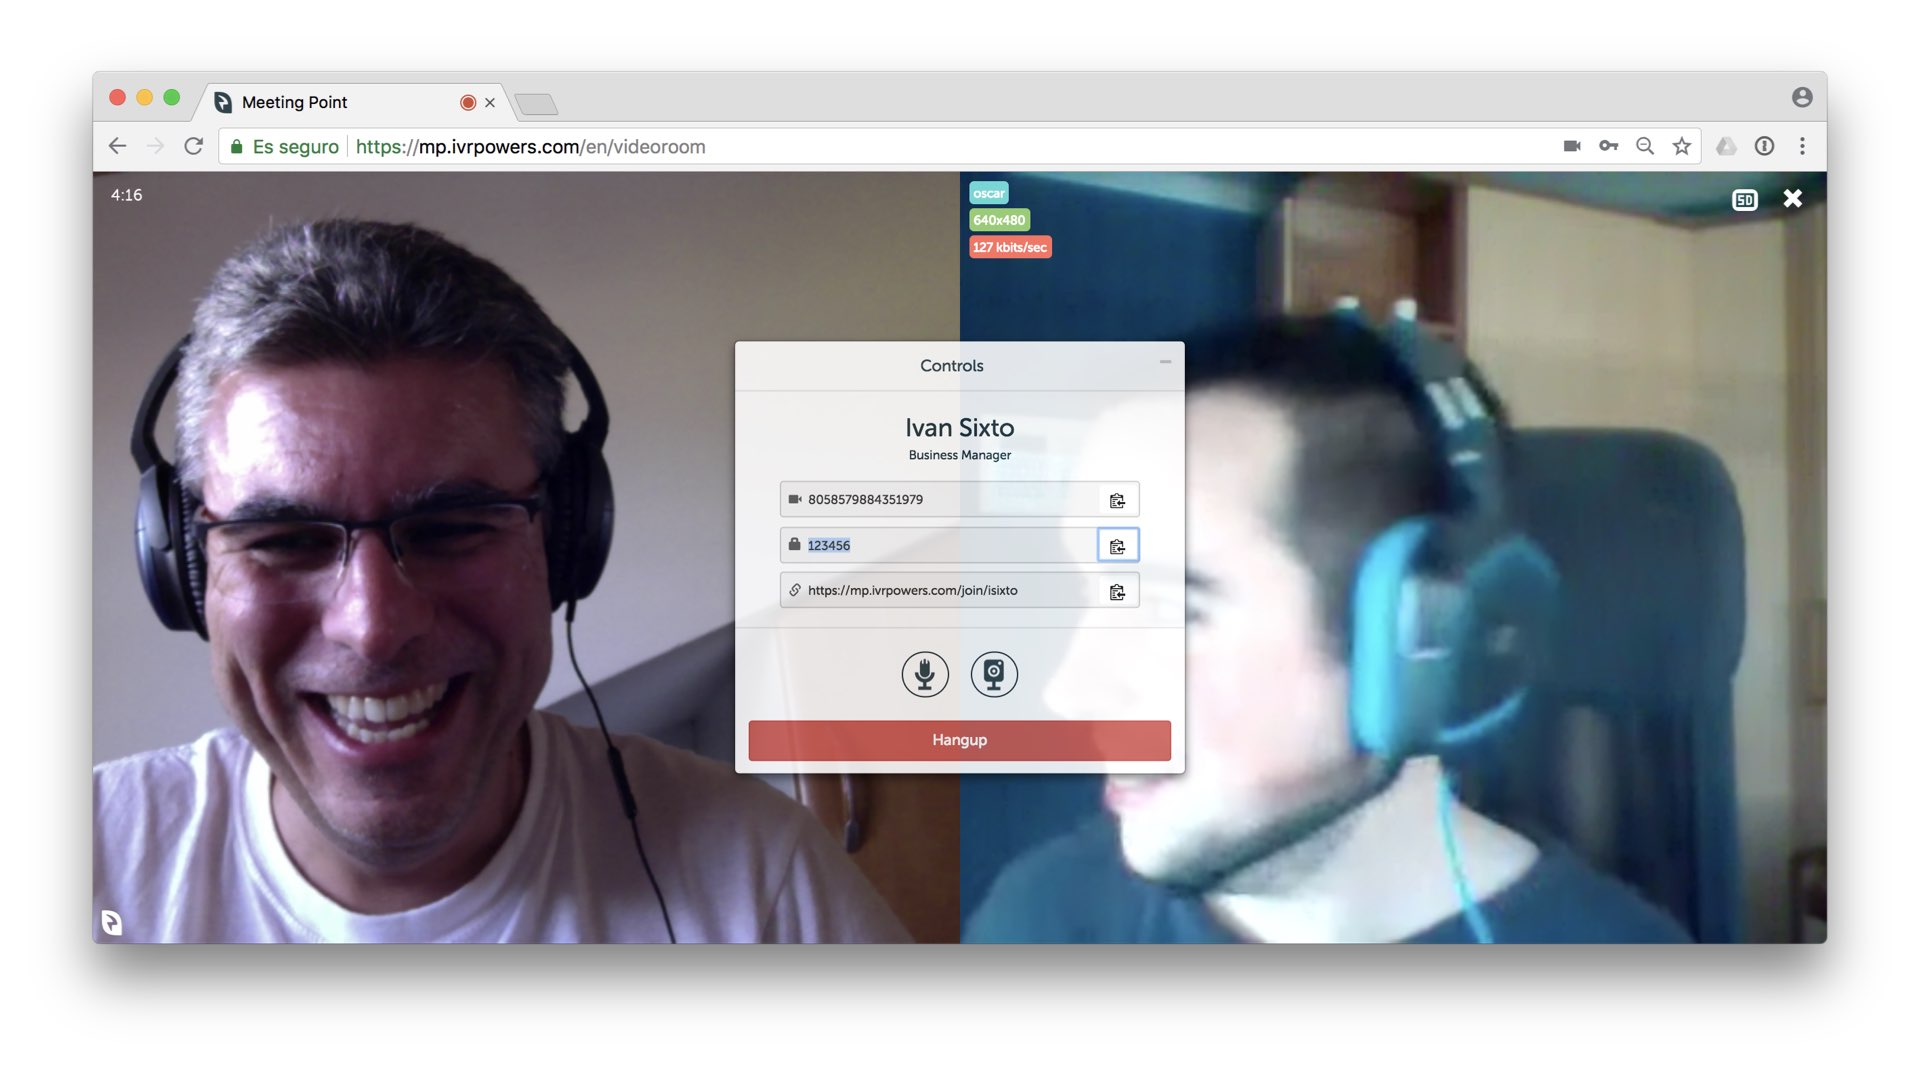 Meeting Point
Es seguro
https://mp.ivrpowers.com/en/videoroom
4:16
oscar
640x480
127 kbits/sec
SD
Controls
Ivan Sixto
Business Manager
8058579884351979
123456
https://mp.ivrpowers.com/join/isixto
Hangup